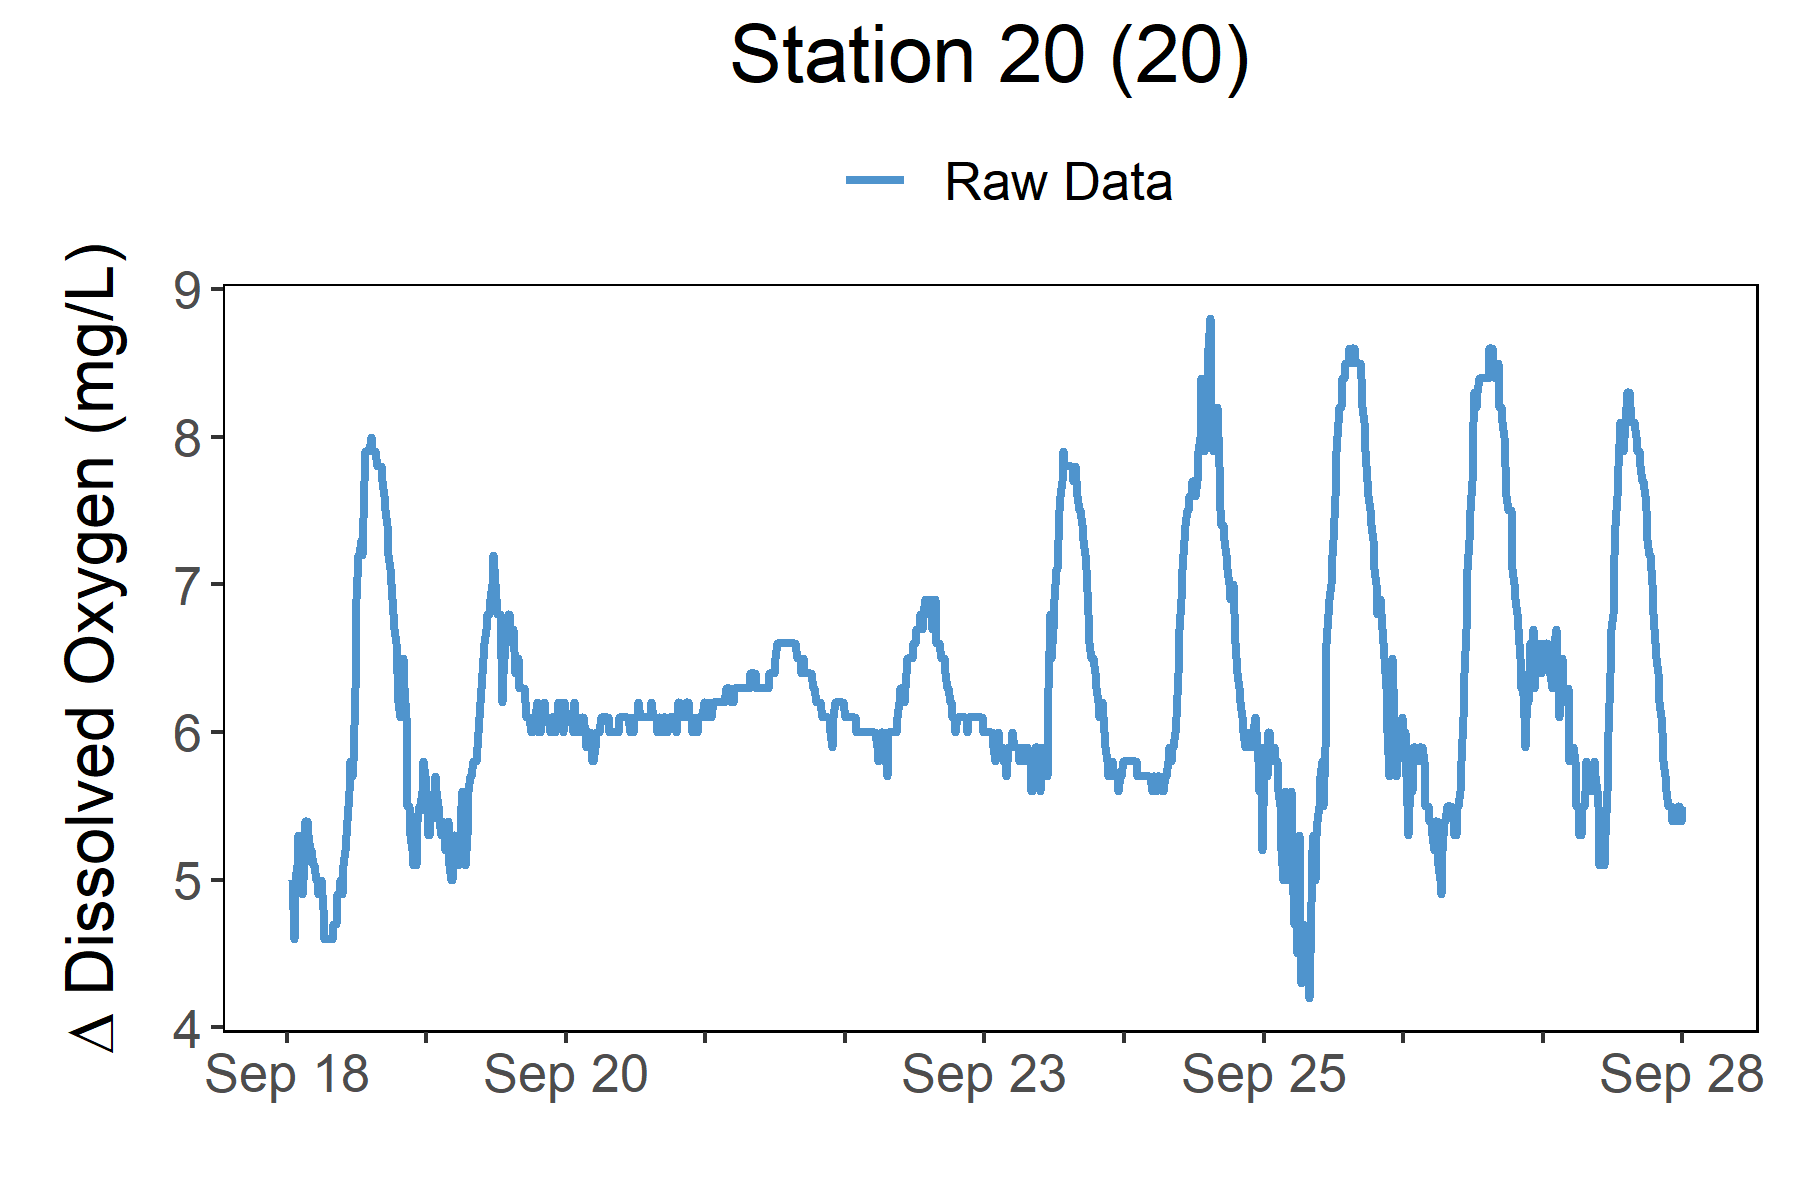 Station 20 (20)
Raw Data
Δ Dissolved Oxygen (mg/L)
9
8
7
6
5
4
Sep 18
Sep 20
Sep 23
Sep 25
Sep 28